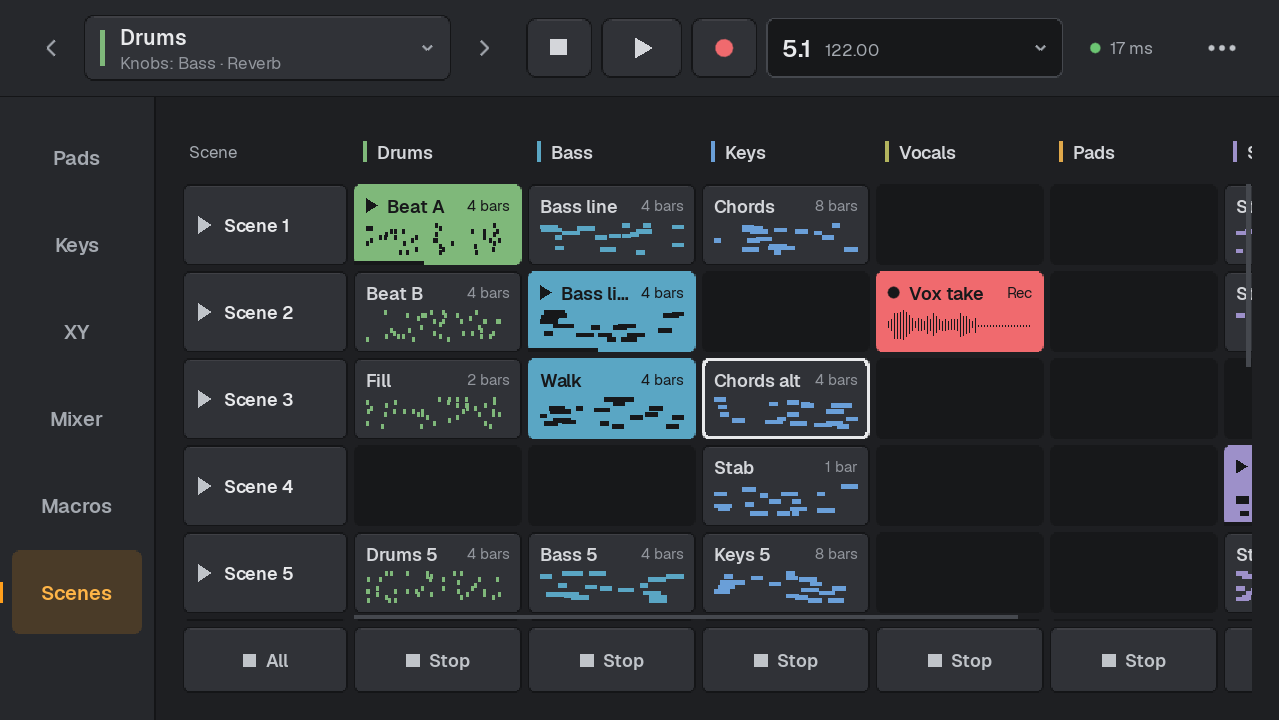 Drums
Knobs: Bass · Reverb
5.1 122.00
17 ms
Pads
Keys
XY
Mixer
Macros
Scenes
Scene Drums Bass Keys Vocals Pads
Scene 1 Beat A 4 bars Bass line 4 bars Chords 8 bars
Scene 2 Beat B 4 bars Bass li... 4 bars Vox take Rec
Scene 3 Fill 2 bars Walk 4 bars Chords alt 4 bars
Scene 4 Stab 1 bar
Scene 5 Drums 5 4 bars Bass 5 4 bars Keys 5 8 bars
All Stop Stop Stop Stop Stop